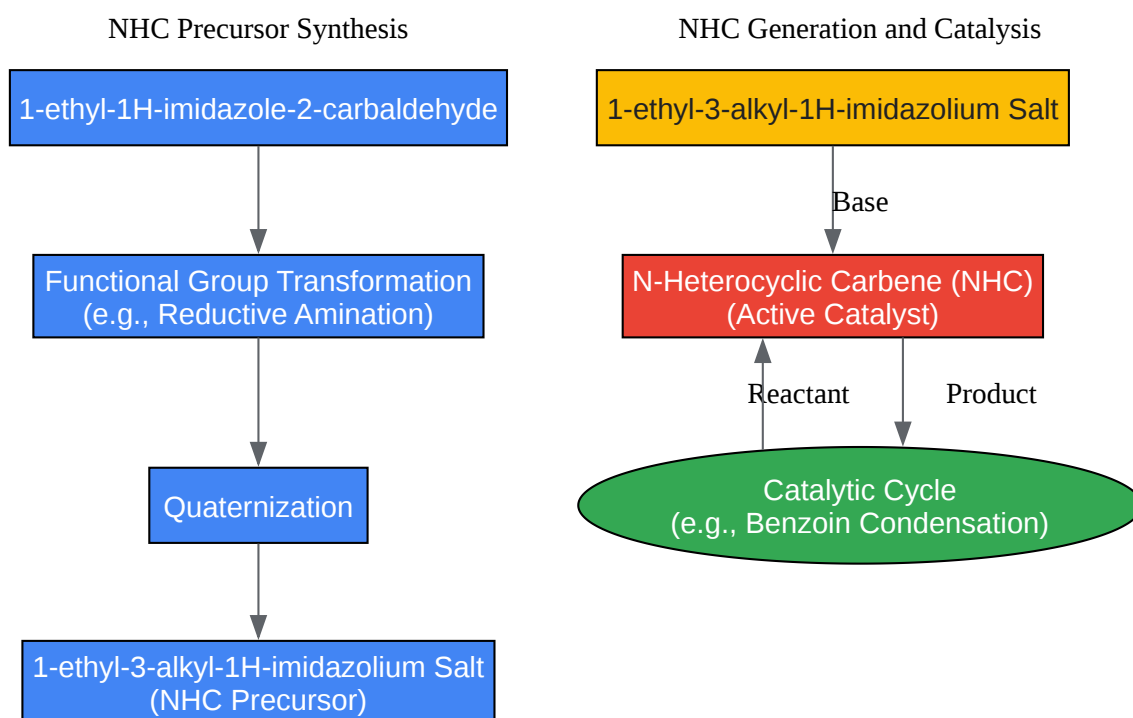 NHC Precursor Synthesis
1-ethyl-1H-imidazole-2-carbaldehyde
Functional Group Transformation
(e.g., Reductive Amination)
Quaternization
1-ethyl-3-alkyl-1H-imidazolium Salt
(NHC Precursor)
NHC Generation and Catalysis
1-ethyl-3-alkyl-1H-imidazolium Salt
Base
N-Heterocyclic Carbene (NHC)
(Active Catalyst)
Reactant
Product
Catalytic Cycle
(e.g., Benzoin Condensation)